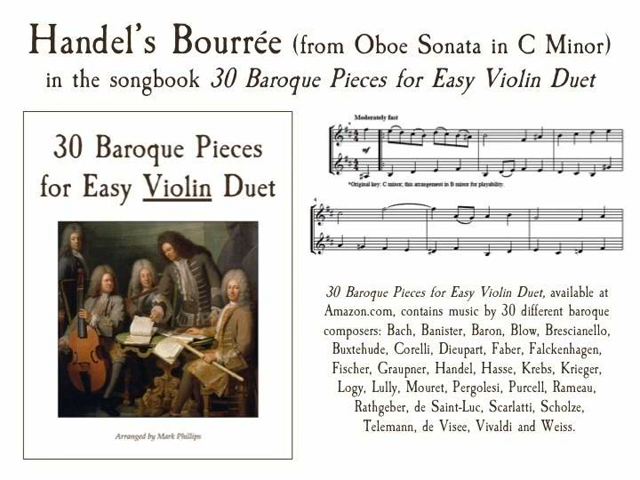 Handel's Bourrée (from Oboe Sonata in C Minor)
in the songbook 30 Baroque Pieces for Easy Violin Duet
30 Baroque Pieces
for Easy Violin Duet
Arranged by Mark Phillips
Moderately fast
mf
*Original key: C minor; this arrangement in B minor for playability.
4
30 Baroque Pieces for Easy Violin Duet, available at
Amazon.com, contains music by 30 different baroque
composers: Bach, Banister, Baron, Blow, Brescianello,
Buxtehude, Corelli, Dieupart, Faber, Falckenhagen,
Fischer, Graupner, Handel, Hasse, Krebs, Krieger,
Logy, Lully, Mouret, Pergolesi, Purcell, Rameau,
Rathgeber, de Saint-Luc, Scarlatti, Scholze,
Telemann, de Visee, Vivaldi and Weiss.